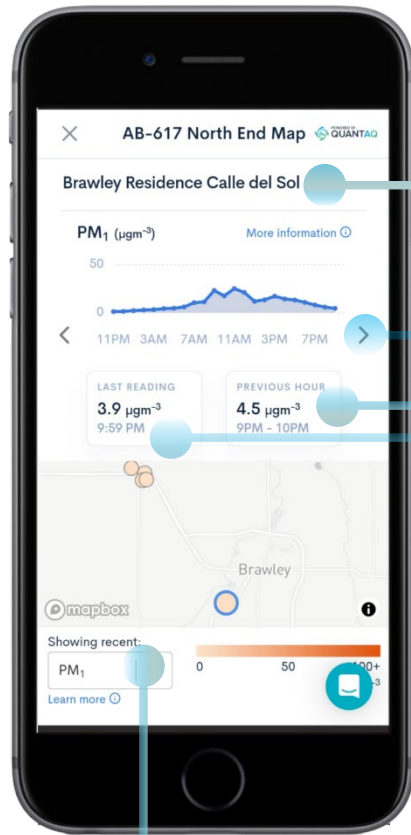 AB-617 North End Map
POWERED BY
QUANTAQ
Brawley Residence Calle del Sol
PM₁ (µgm⁻³)
More information
50
0
11PM 3AM 7AM 11AM 3PM 7PM
LAST READING
3.9 µgm⁻³
9:59 PM
PREVIOUS HOUR
4.5 µgm⁻³
9PM - 10PM
Brawley
mapbox
Showing recent:
PM₁
0 50 100+
Learn more